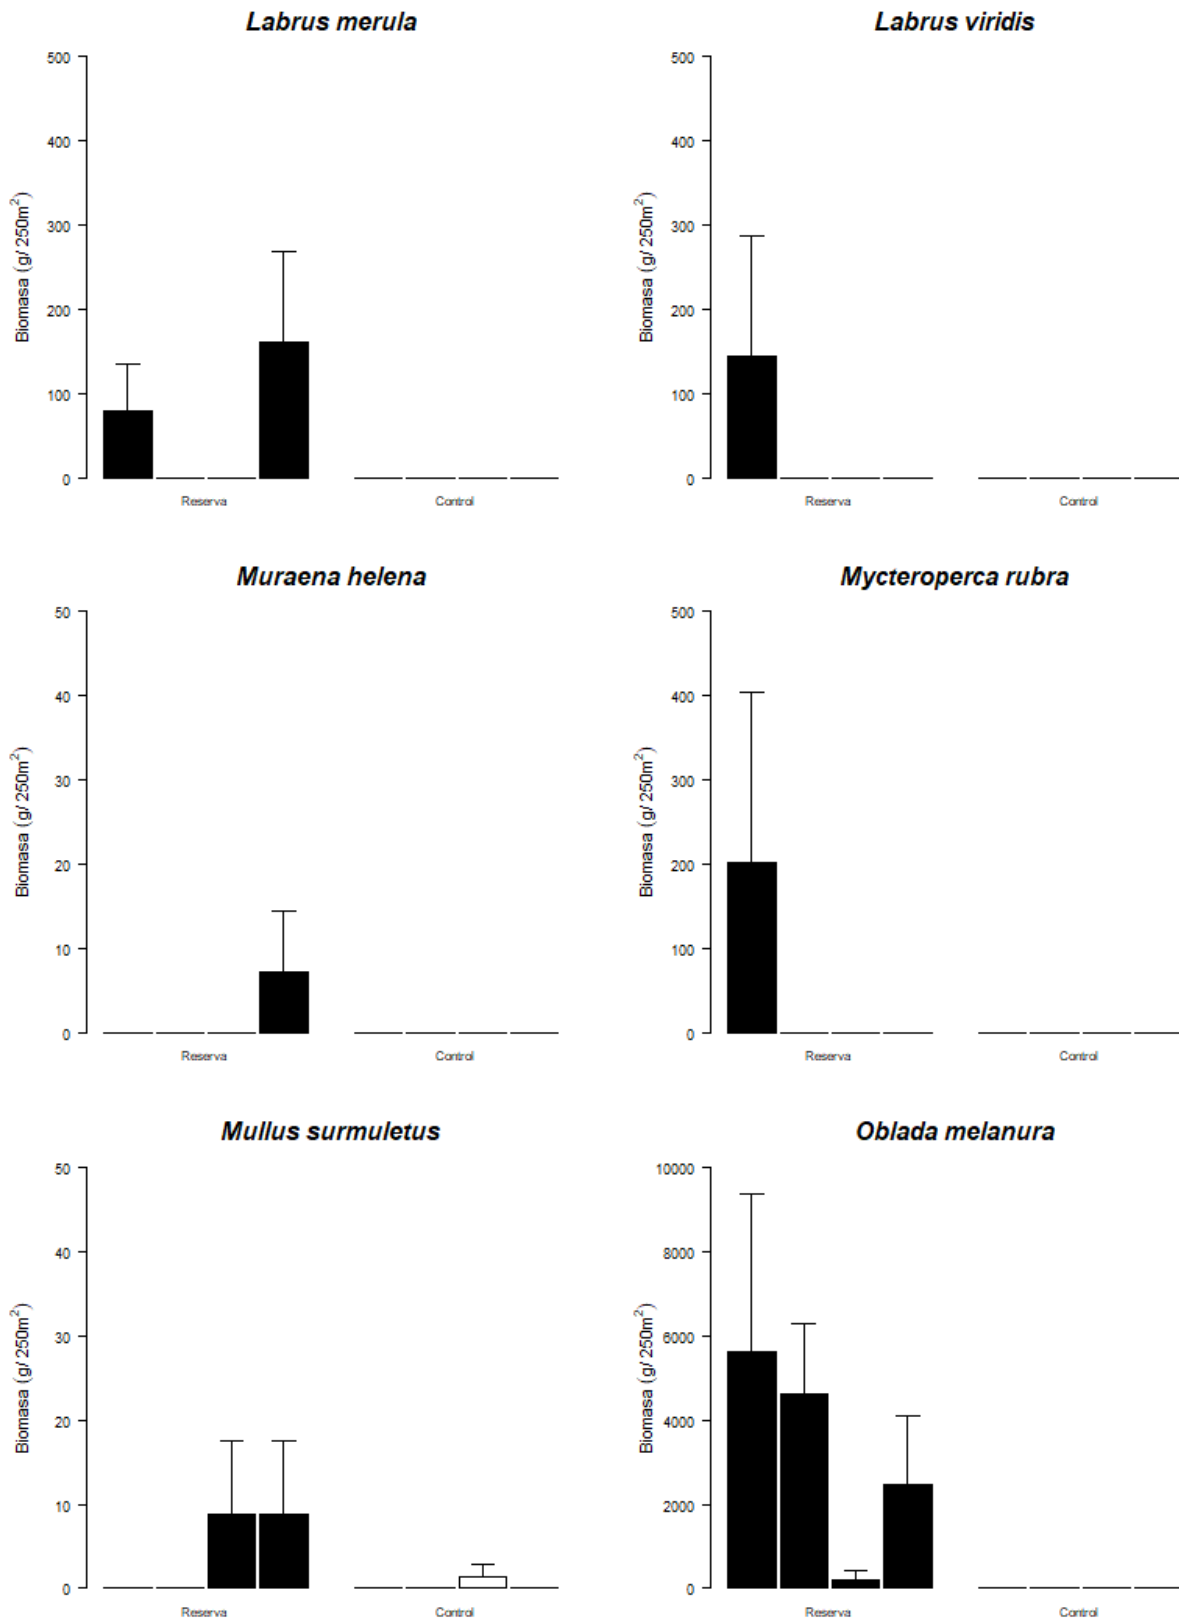 Labrus merula
500
400
300
200
100
0
Biomasa (g/ 250m²)
Reserva
Control
Labrus viridis
500
400
300
200
100
0
Biomasa (g/ 250m²)
Reserva
Control
Muraena helena
50
40
30
20
10
0
Biomasa (g/ 250m²)
Reserva
Control
Mycteroperca rubra
500
400
300
200
100
0
Biomasa (g/ 250m²)
Reserva
Control
Mullus surmuletus
50
40
30
20
10
0
Biomasa (g/ 250m²)
Reserva
Control
Oblada melanura
10000
8000
6000
4000
2000
0
Biomasa (g/ 250m²)
Reserva
Control